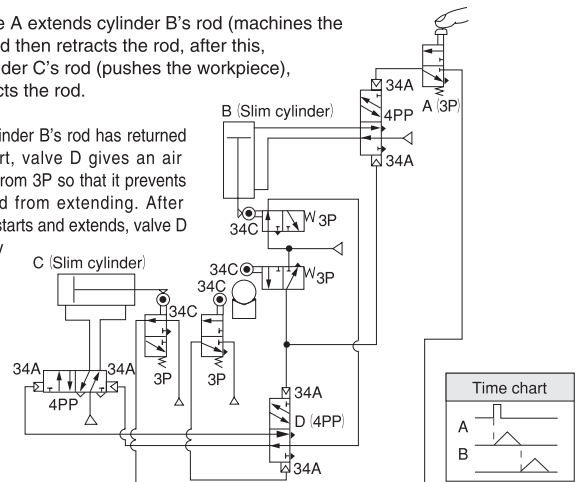 e A extends cylinder B's rod (machines the
d then retracts the rod, after this,
der C's rod (pushes the workpiece),
cts the rod.
inder B's rod has returned
rt, valve D gives an air
from 3P so that it prevents
d from extending. After
starts and extends, valve D
y
34A
4PP
A (3P)
34A
B (Slim cylinder)
3P
34C
34C
3P
C (Slim cylinder)
34C
34C
3P
3P
34A
34A
4PP
34A
D (4PP)
34A
Time chart
A
B